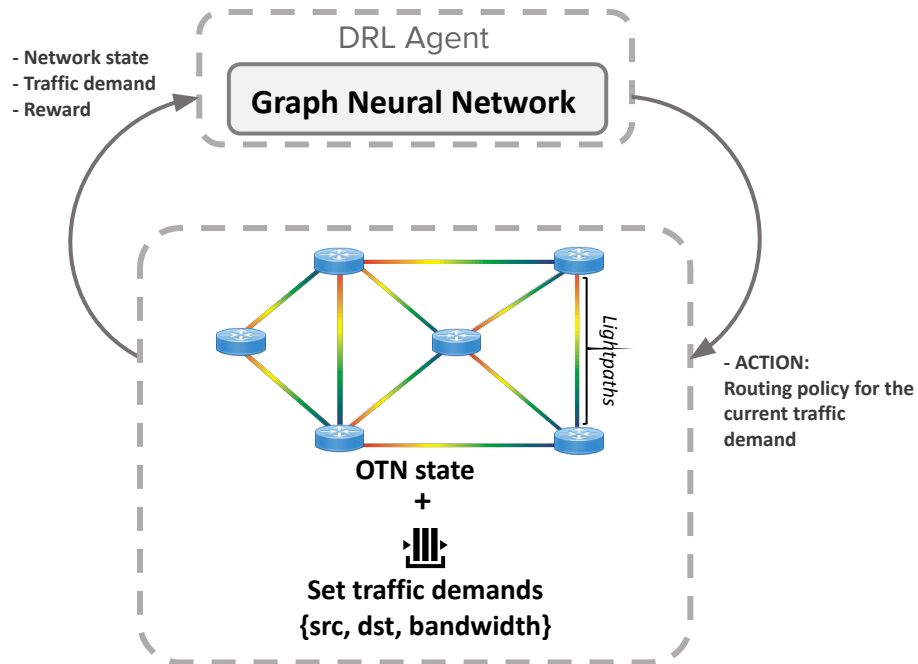 DRL Agent
Graph Neural Network
- Network state
- Traffic demand
- Reward
Lightpaths
- ACTION:
Routing policy for the
current traffic
demand
OTN state
+
Set traffic demands
{src, dst, bandwidth}